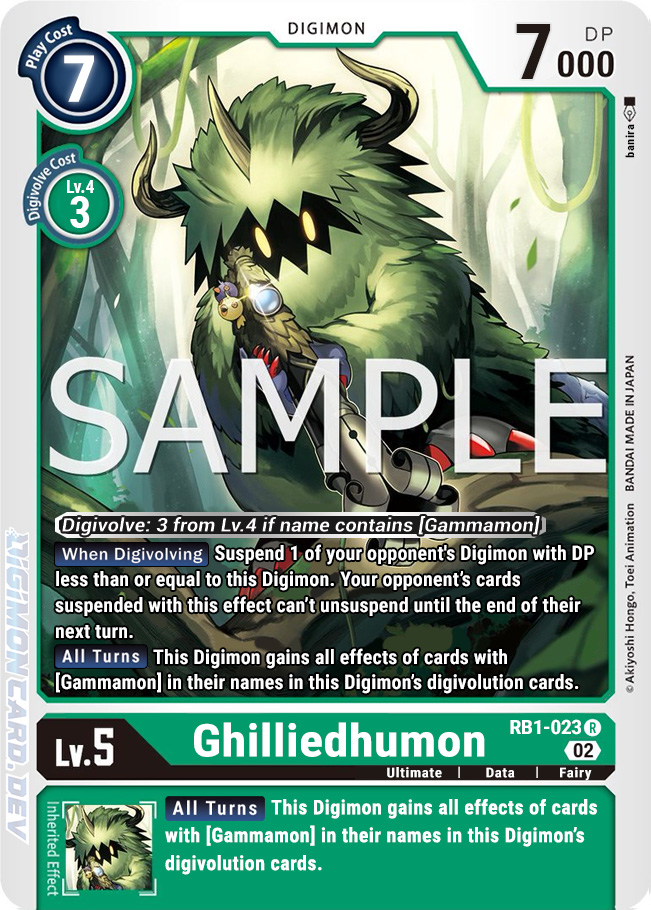 DIGIMON
Play Cost
7
DP
7000
Digivolve Cost
Lv.4
3
banira
SAMPLE
BANDAI MADE IN JAPAN
© Akiyoshi Hongo, Toei Animation
Digivolve: 3 from Lv.4 if name contains [Gammamon]
When Digivolving Suspend 1 of your opponent's Digimon with DP
less than or equal to this Digimon. Your opponent's cards
suspended with this effect can't unsuspend until the end of their
next turn.
All Turns This Digimon gains all effects of cards with
[Gammamon] in their names in this Digimon's digivolution cards.
DIGIMONCARD.DEV
Lv.5
Ghilliedhumon
RB1-023 R
02
Ultimate | Data | Fairy
Inherited Effect
All Turns This Digimon gains all effects of cards
with [Gammamon] in their names in this Digimon's
digivolution cards.